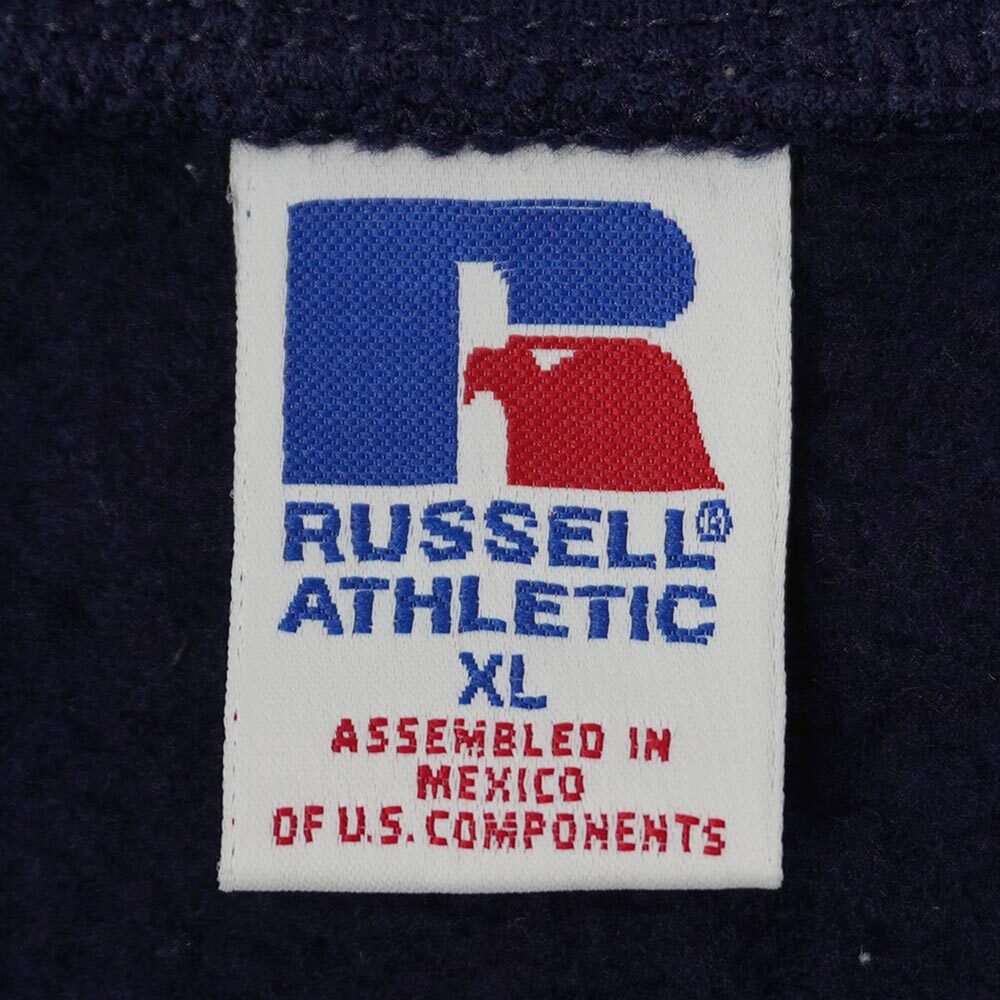 RUSSELL®
ATHLETIC
XL
ASSEMBLED IN
MEXICO
OF U.S. COMPONENTS